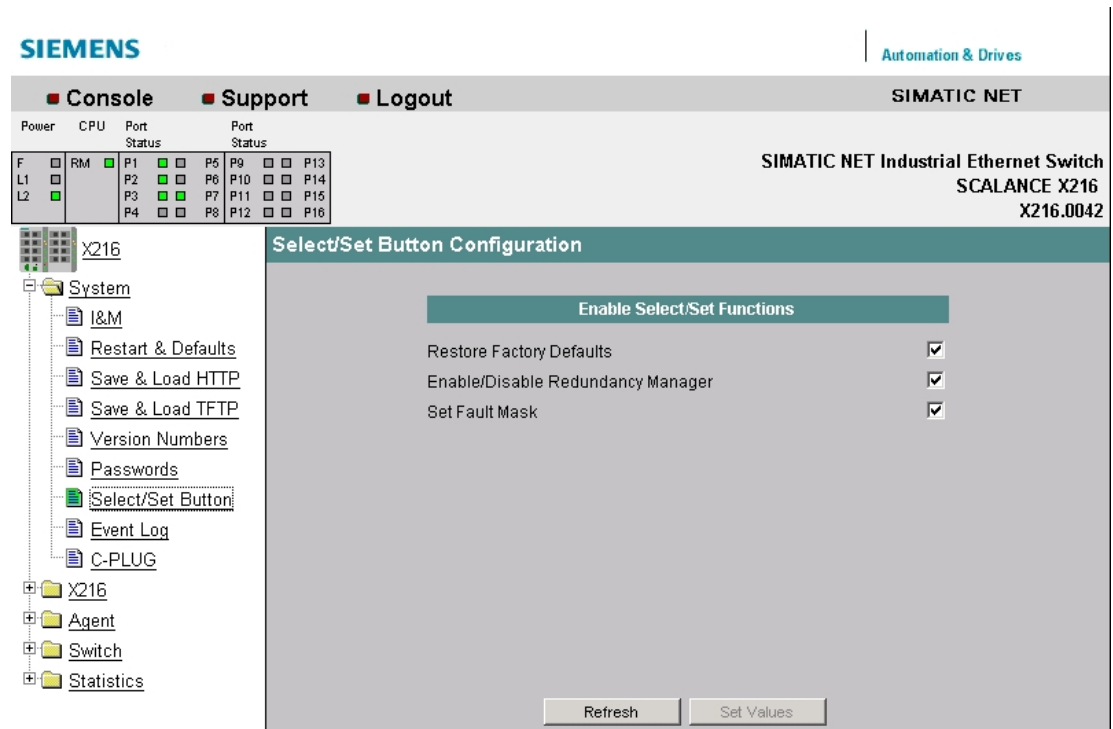 SIEMENS
Automation & Drives
Console Support Logout SIMATIC NET
Power CPU Port Status Port Status
F RM P1 P5 P9 P13
L1 P2 P6 P10 P14
L2 P3 P7 P11 P15
P4 P8 P12 P16
SIMATIC NET Industrial Ethernet Switch
SCALANCE X216
X216.0042
X216
System
I&M
Restart & Defaults
Save & Load HTTP
Save & Load TFTP
Version Numbers
Passwords
Select/Set Button
Event Log
C-PLUG
X216
Agent
Switch
Statistics
Select/Set Button Configuration
Enable Select/Set Functions
Restore Factory Defaults
Enable/Disable Redundancy Manager
Set Fault Mask
Refresh Set Values